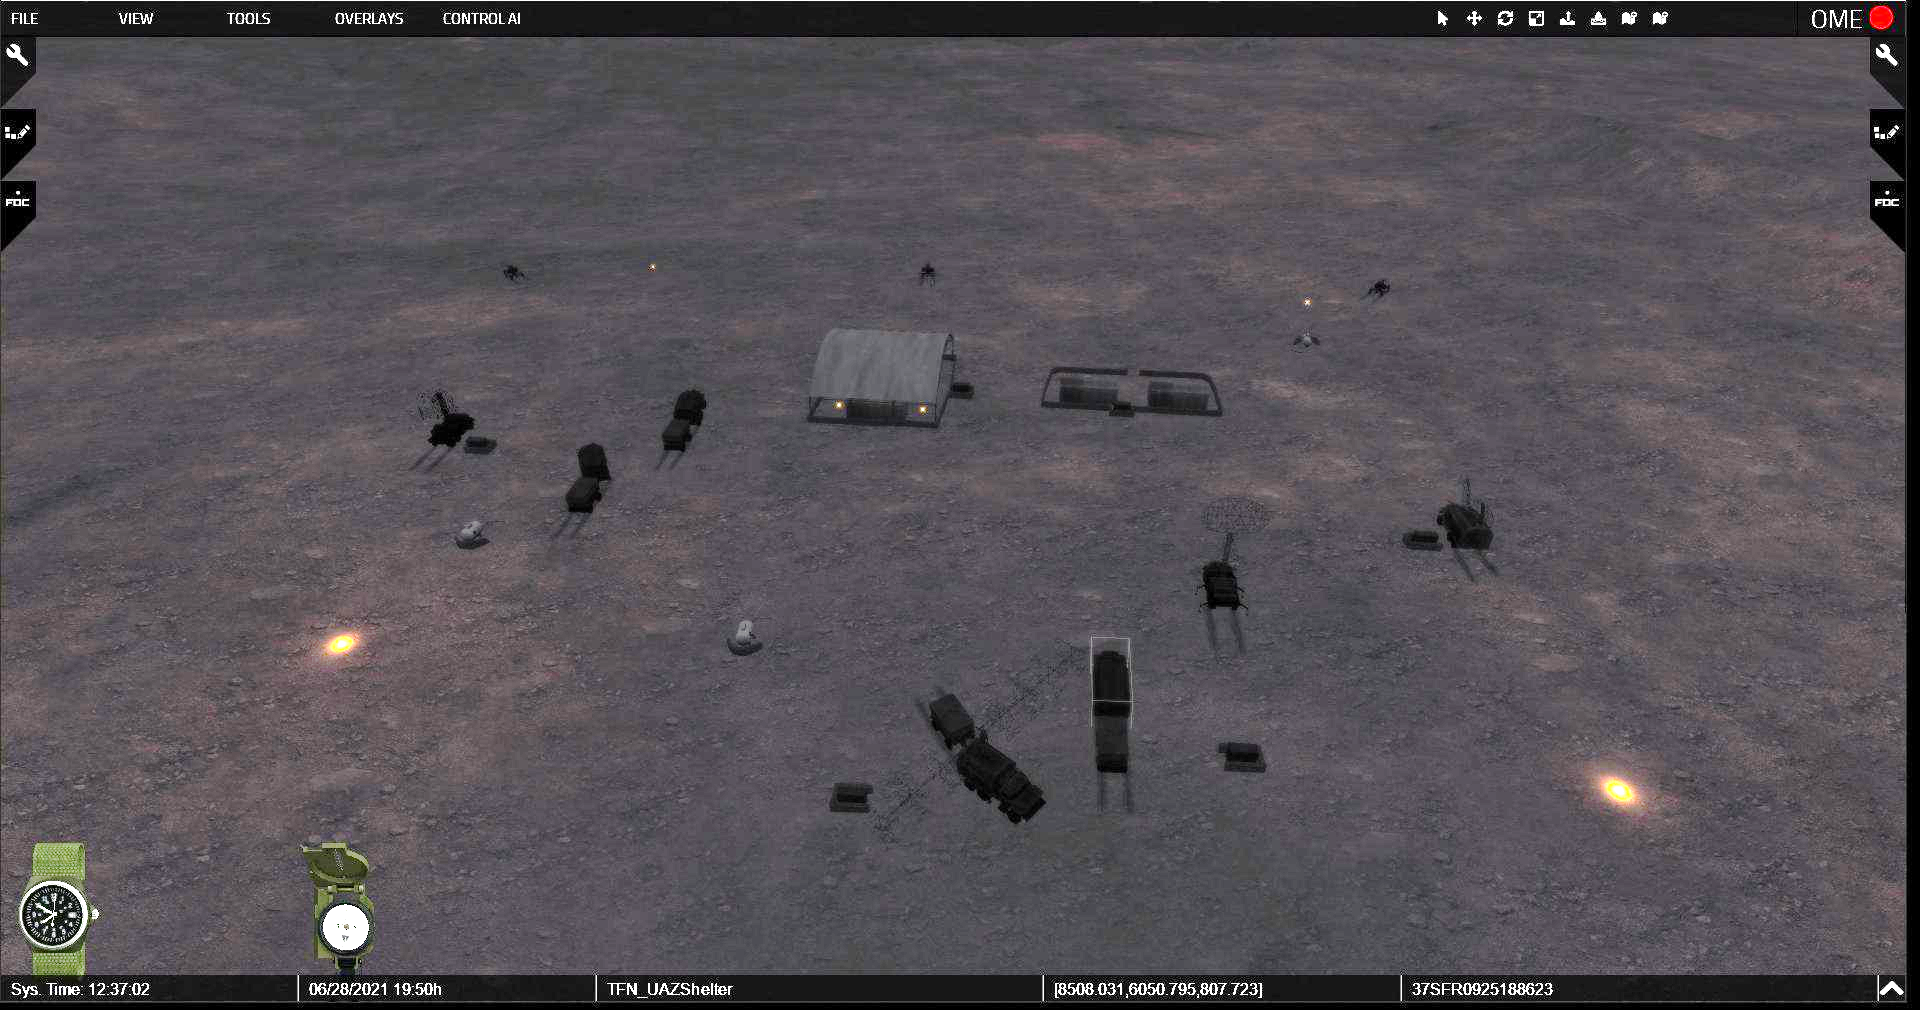 FILE VIEW TOOLS OVERLAYS CONTROL AI OME
FDC FDC
Sys. Time: 12:37:02 06/28/2021 19:50h TFN_UAZShelter [8508.031,6050.795,807.723] 37SFR0925188623